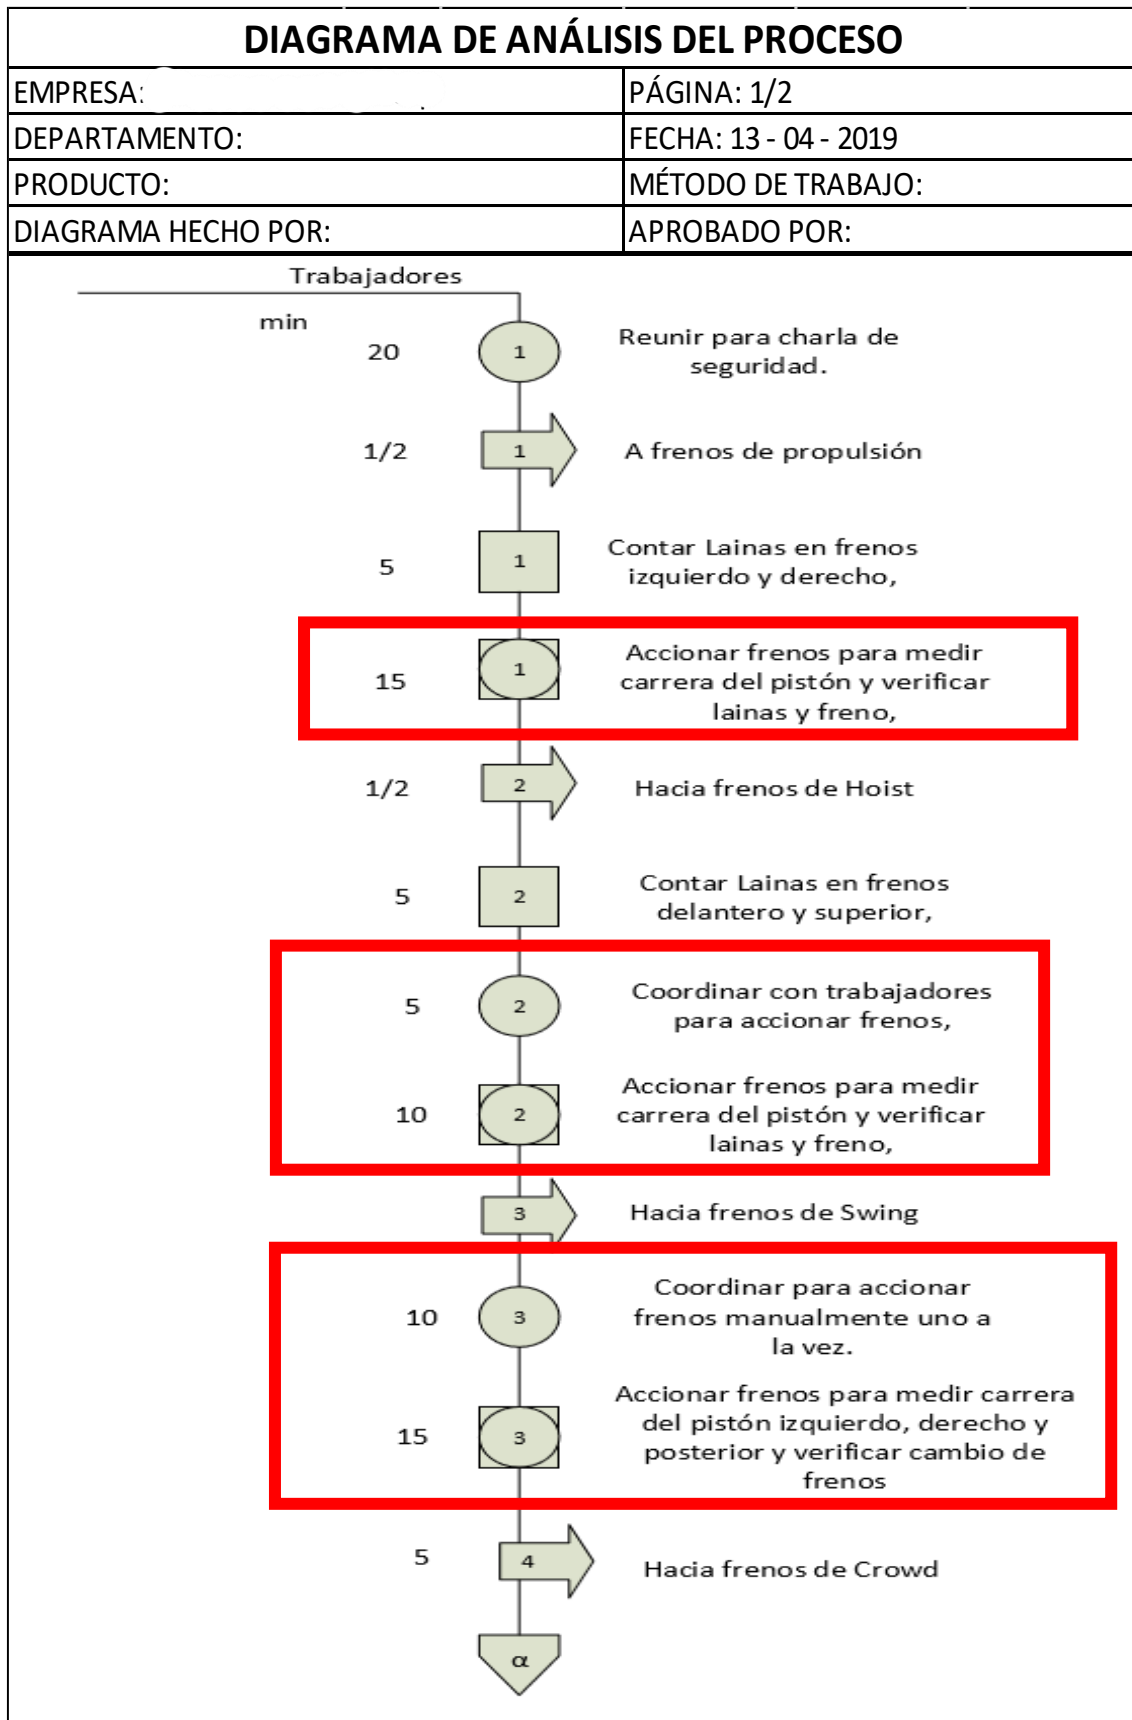 DIAGRAMA DE ANÁLISIS DEL PROCESO
EMPRESA:
PÁGINA: 1/2
DEPARTAMENTO:
FECHA: 13 - 04 - 2019
PRODUCTO:
MÉTODO DE TRABAJO:
DIAGRAMA HECHO POR:
APROBADO POR:
Trabajadores
min
20
1
Reunir para charla de
seguridad.
1/2
1
A frenos de propulsión
5
1
Contar Lainas en frenos
izquierdo y derecho,
15
1
Accionar frenos para medir
carrera del pistón y verificar
lainas y freno,
1/2
2
Hacia frenos de Hoist
5
2
Contar Lainas en frenos
delantero y superior,
5
2
Coordinar con trabajadores
para accionar frenos,
10
2
Accionar frenos para medir
carrera del pistón y verificar
lainas y freno,
3
Hacia frenos de Swing
10
3
Coordinar para accionar
frenos manualmente uno a
la vez.
15
3
Accionar frenos para medir carrera
del pistón izquierdo, derecho y
posterior y verificar cambio de
frenos
5
4
Hacia frenos de Crowd
α